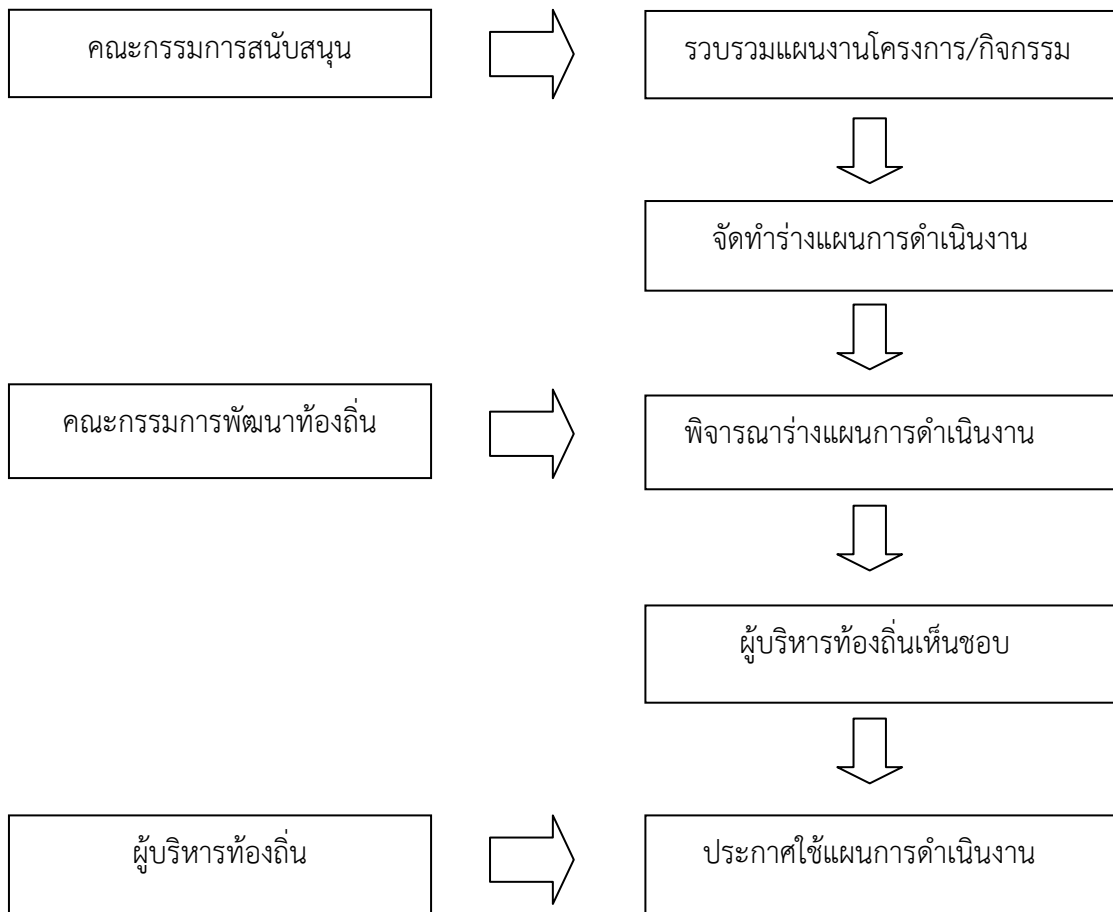 คณะกรรมการสนับสนุน
รวบรวมแผนงานโครงการ/กิจกรรม
จัดทำร่างแผนการดำเนินงาน
คณะกรรมการพัฒนาท้องถิ่น
พิจารณาร่างแผนการดำเนินงาน
ผู้บริหารท้องถิ่นเห็นชอบ
ผู้บริหารท้องถิ่น
ประกาศใช้แผนการดำเนินงาน